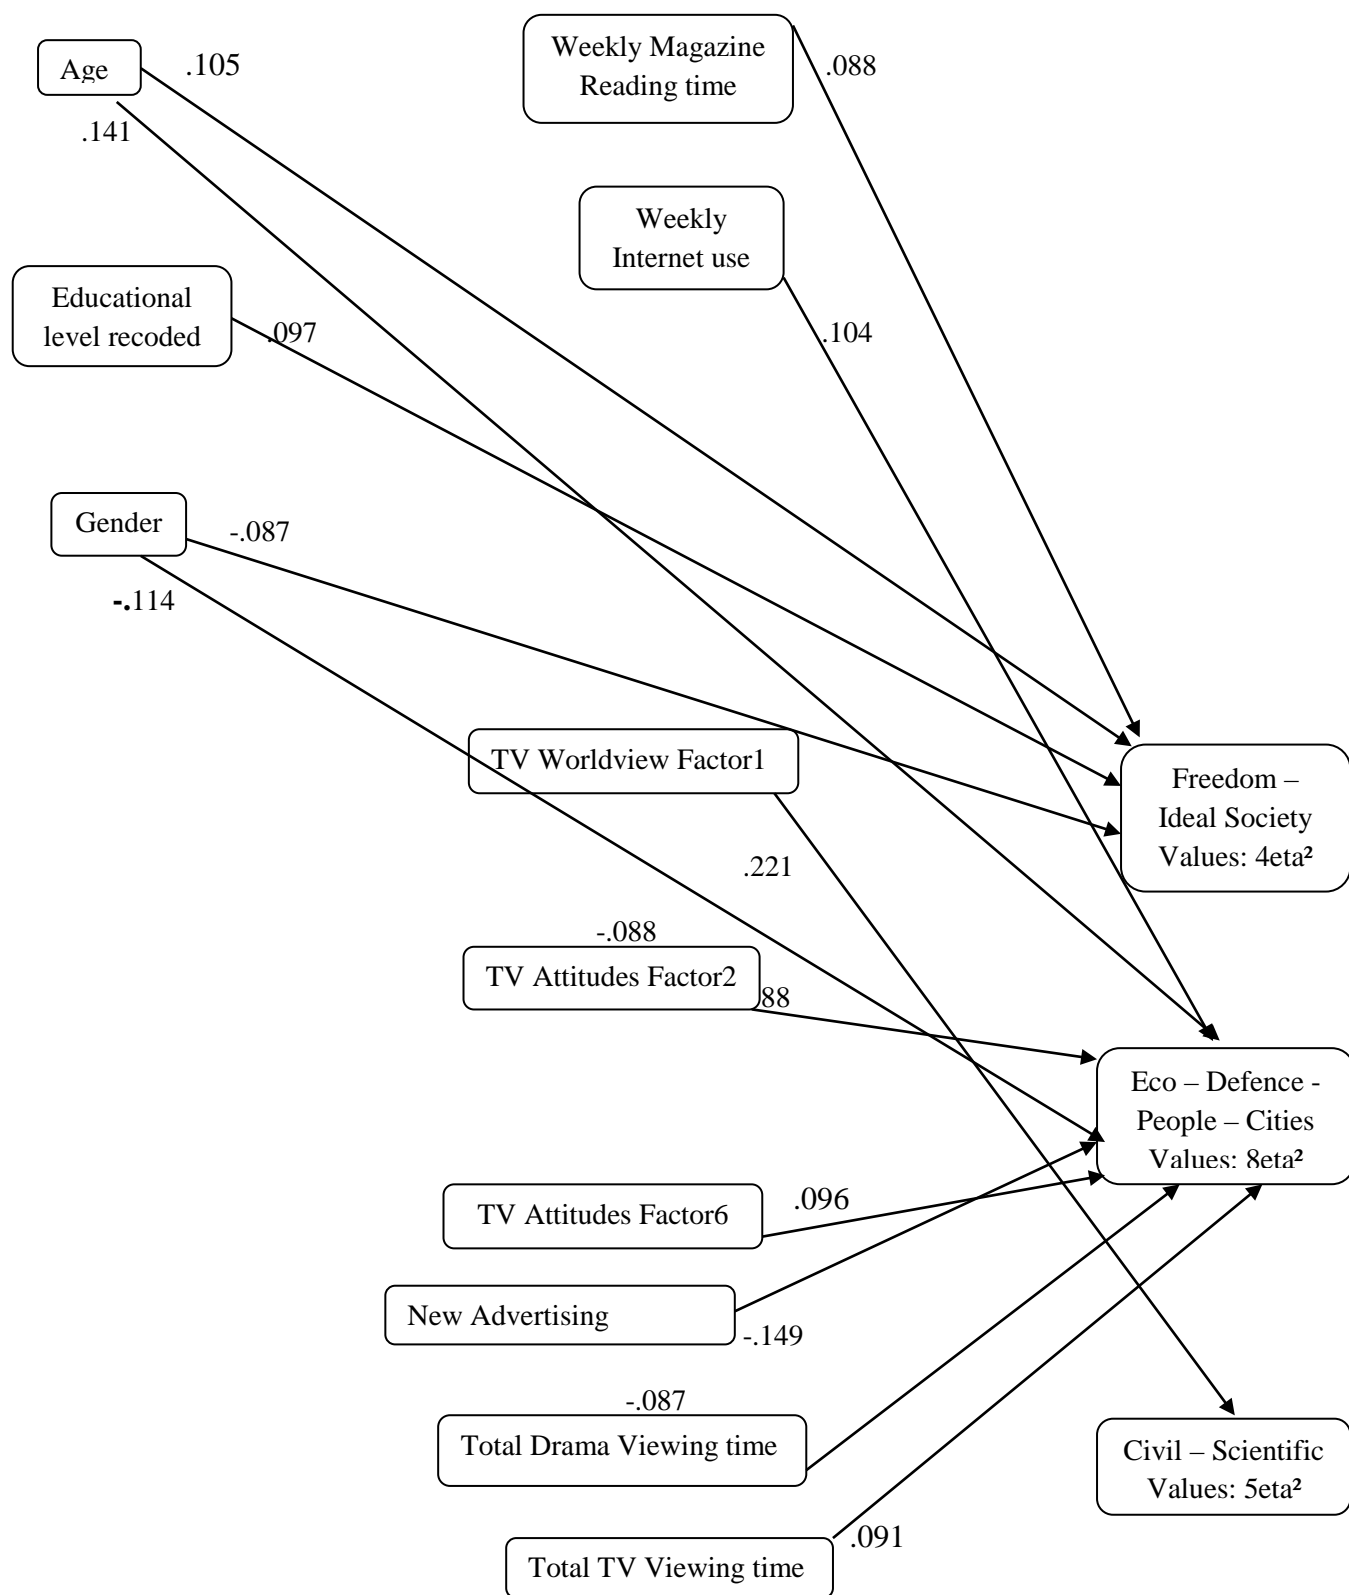 Weekly Magazine
Reading time
Age
.105
.088
.141
Weekly
Internet use
Educational
level recoded
.097
.104
Gender
-.087
-.114
TV Worldview Factor1
Freedom –
Ideal Society
Values: 4eta²
.221
-.088
TV Attitudes Factor2
88
Eco – Defence -
People – Cities
Values: 8eta²
TV Attitudes Factor6
.096
New Advertising
-.149
-.087
Total Drama Viewing time
Civil – Scientific
Values: 5eta²
Total TV Viewing time
.091